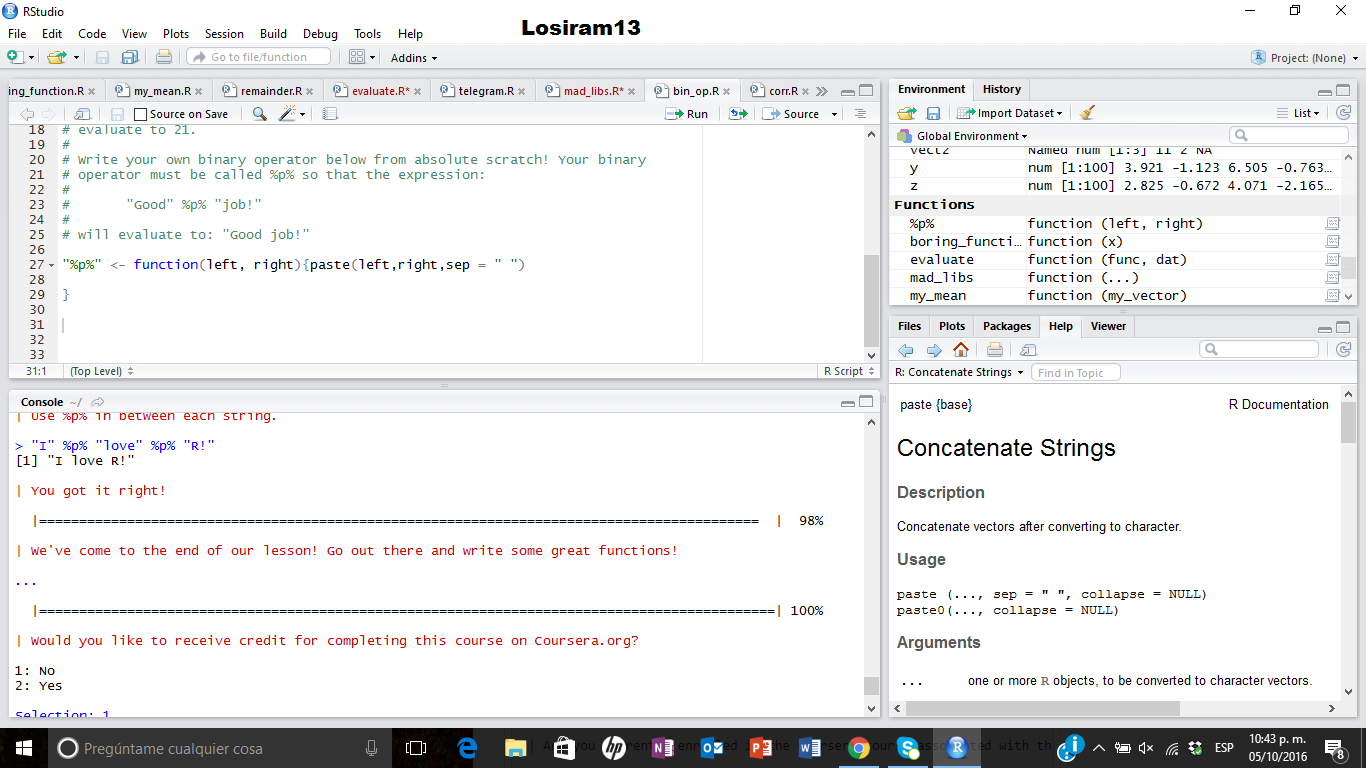 RStudio
Losiram13
File Edit Code View Plots Session Build Debug Tools Help
Go to file/function Addins Project: (None)
ing_function.R my_mean.R remainder.R evaluate.R* telegram.R mad_libs.R* bin_op.R corr.R
Source on Save Run Source
18 # evaluate to 21.
19 #
20 # Write your own binary operator below from absolute scratch! Your binary
21 # operator must be called %p% so that the expression:
22 #
23 #       "Good" %p% "job!"
24 #
25 # will evaluate to: "Good job!"
26
27 "%p%" <- function(left, right){paste(left,right,sep = " ")
28
29 }
30
31
32
33
31:1 (Top Level) R Script
Console ~/
| Use %p% in between each string.
> "I" %p% "love" %p% "R!"
[1] "I love R!"
| You got it right!
|==========================================================================================  | 98%
| We've come to the end of our lesson! Go out there and write some great functions!
...
|============================================================================================| 100%
| Would you like to receive credit for completing this course on Coursera.org?
1: No
2: Yes
Selection: 1
Environment History
Import Dataset List
Global Environment
vect2 Named num [1:3] 11 2 NA
y num [1:100] 3.921 -1.123 6.505 -0.763…
z num [1:100] 2.825 -0.672 4.071 -2.165…
Functions
%p% function (left, right)
boring_functi… function (x)
evaluate function (func, dat)
mad_libs function (...)
my_mean function (my_vector)
Files Plots Packages Help Viewer
R: Concatenate Strings Find in Topic
paste {base} R Documentation
Concatenate Strings
Description
Concatenate vectors after converting to character.
Usage
paste (..., sep = " ", collapse = NULL)
paste0(..., collapse = NULL)
Arguments
... one or more R objects, to be converted to character vectors.
Pregúntame cualquier cosa
ESP
10:43 p. m.
05/10/2016
8